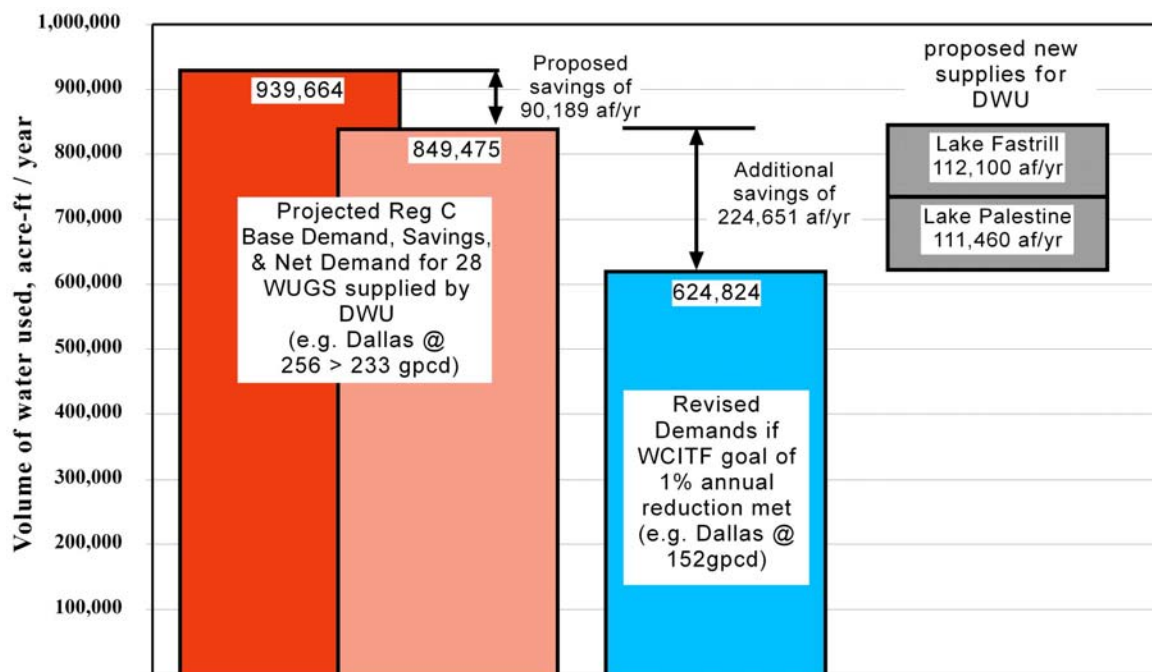 Volume of water used, acre-ft / year
1,000,000
900,000
800,000
700,000
600,000
500,000
400,000
300,000
200,000
100,000
939,664
849,475
Projected Reg C
Base Demand, Savings,
& Net Demand for 28
WUGS supplied by
DWU
(e.g. Dallas @
256 > 233 gpcd)
Proposed
savings of
90,189 af/yr
Additional
savings of
224,651 af/yr
624,824
Revised
Demands if
WCITF goal of
1% annual
reduction met
(e.g. Dallas @
152gpcd)
proposed new
supplies for
DWU
Lake Fastrill
112,100 af/yr
Lake Palestine
111,460 af/yr